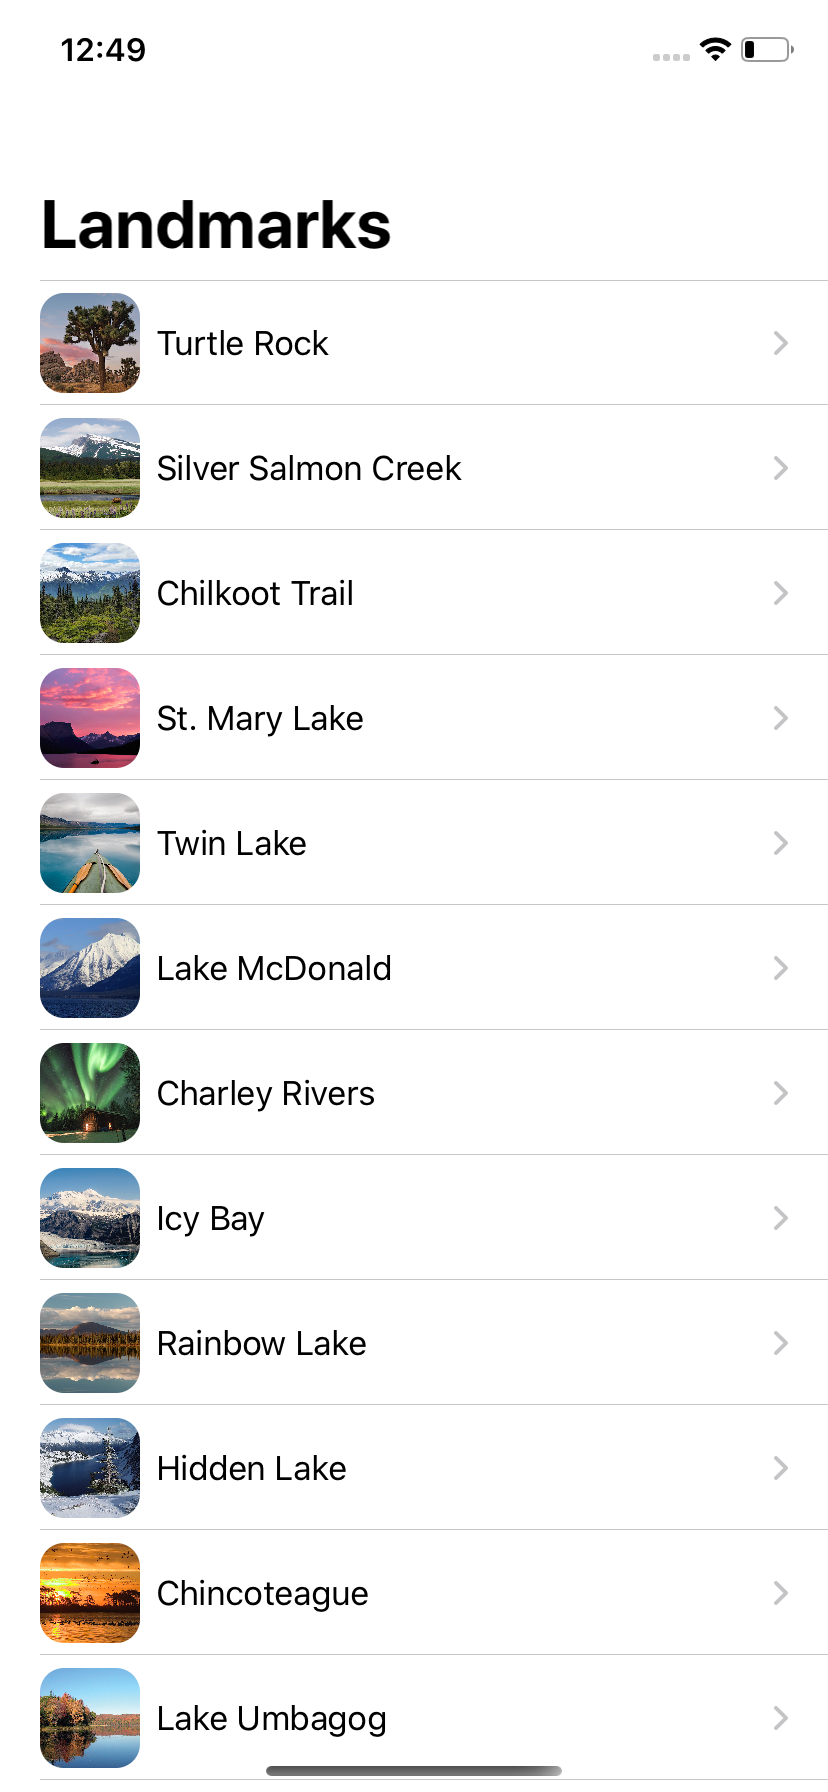 12:49
Landmarks
Turtle Rock
Silver Salmon Creek
Chilkoot Trail
St. Mary Lake
Twin Lake
Lake McDonald
Charley Rivers
Icy Bay
Rainbow Lake
Hidden Lake
Chincoteague
Lake Umbagog